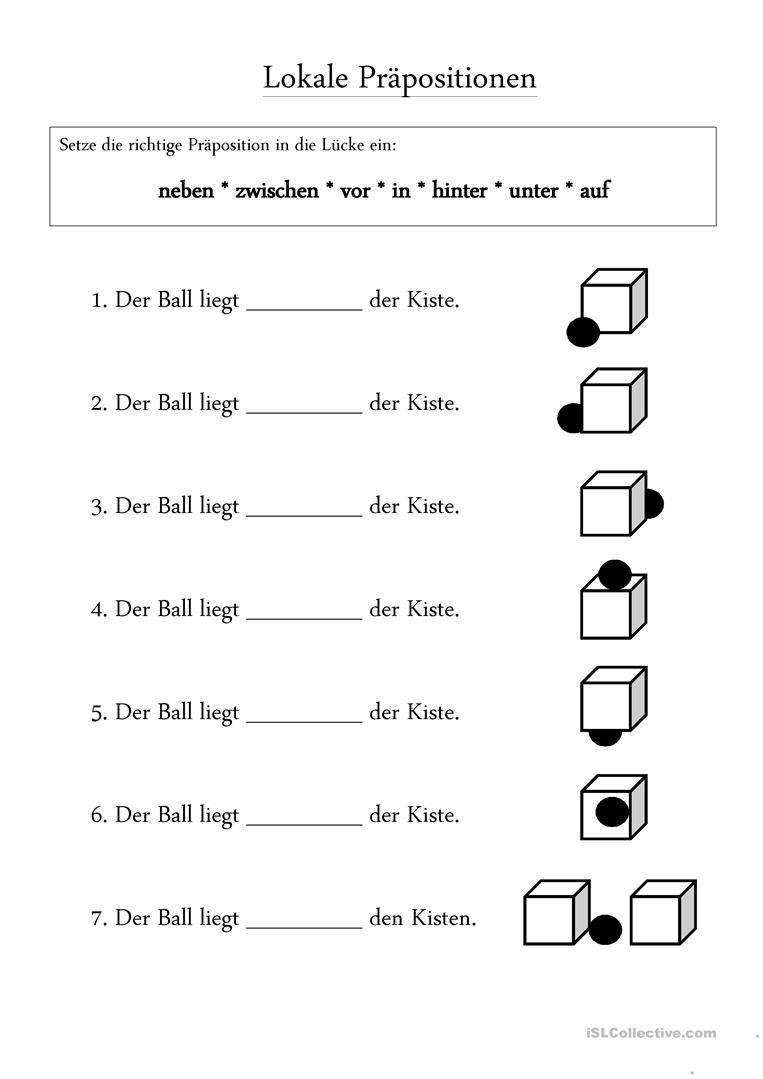 Lokale Präpositionen
Setze die richtige Präposition in die Lücke ein:
neben * zwischen * vor * in * hinter * unter * auf
1. Der Ball liegt __________ der Kiste.
2. Der Ball liegt __________ der Kiste.
3. Der Ball liegt __________ der Kiste.
4. Der Ball liegt __________ der Kiste.
5. Der Ball liegt __________ der Kiste.
6. Der Ball liegt __________ der Kiste.
7. Der Ball liegt __________ den Kisten.
iSLCollective.com